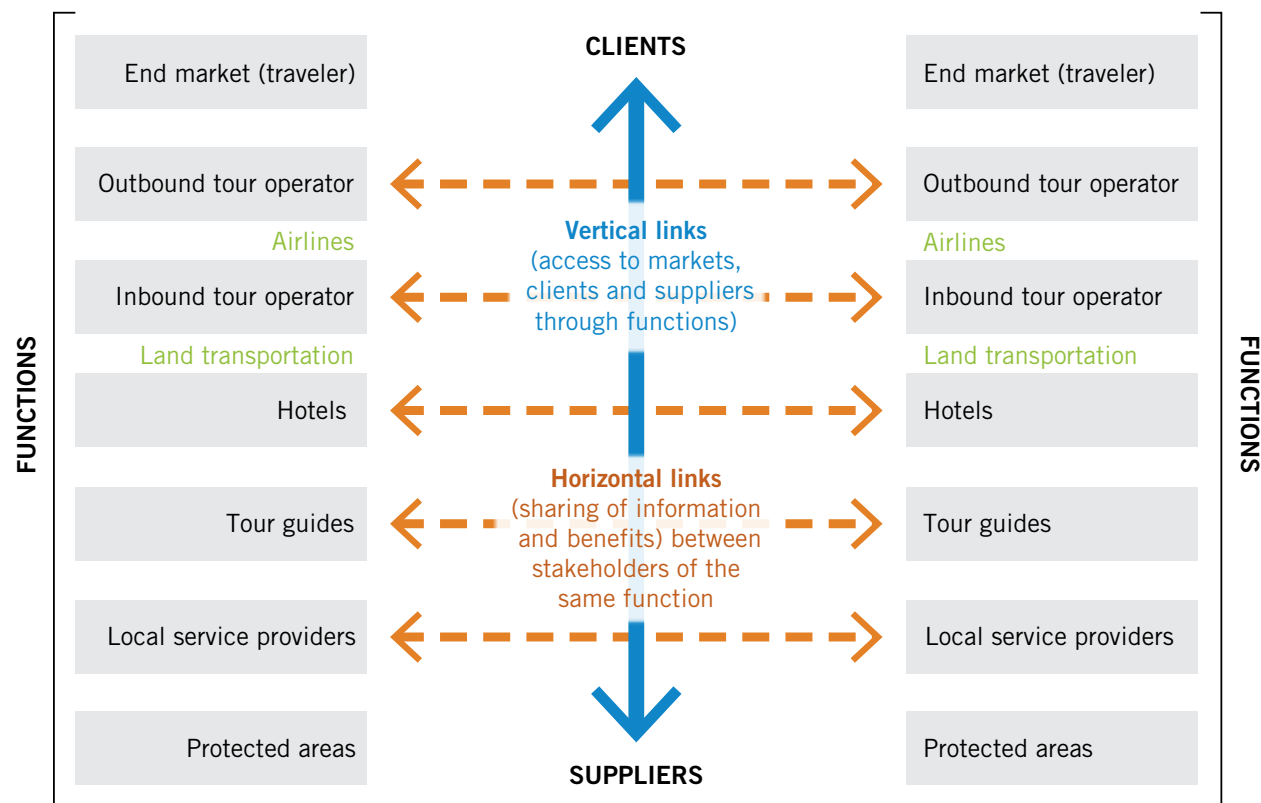 CLIENTS
FUNCTIONS
End market (traveler)
Outbound tour operator
Airlines
Inbound tour operator
Land transportation
Hotels
Tour guides
Local service providers
Protected areas
Vertical links
(access to markets,
clients and suppliers
through functions)
Horizontal links
(sharing of information
and benefits) between
stakeholders of the
same function
SUPPLIERS
End market (traveler)
Outbound tour operator
Airlines
Inbound tour operator
Land transportation
Hotels
Tour guides
Local service providers
Protected areas
FUNCTIONS